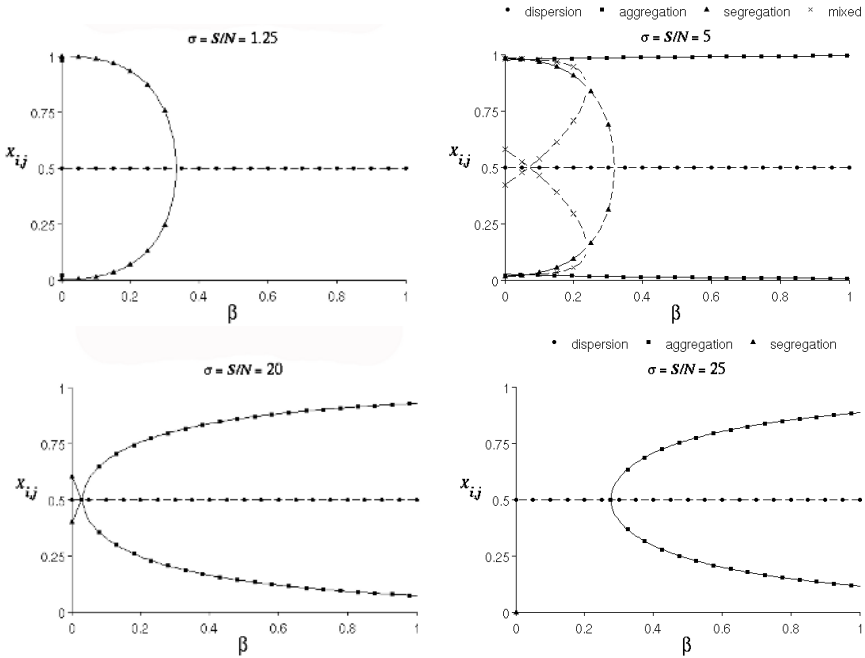 σ = S/N = 1.25
1
0.75
x i,j
0.5
0.25
0
0 0.2 0.4 0.6 0.8 1
β
dispersion aggregation segregation mixed
σ = S/N = 5
1
0.75
x i,j
0.5
0.25
0
0 0.2 0.4 0.6 0.8 1
β
σ = S/N = 20
1
0.75
x i,j
0.5
0.25
0
0 0.2 0.4 0.6 0.8 1
β
dispersion aggregation segregation
σ = S/N = 25
1
0.75
x i,j
0.5
0.25
0
0 0.2 0.4 0.6 0.8 1
β